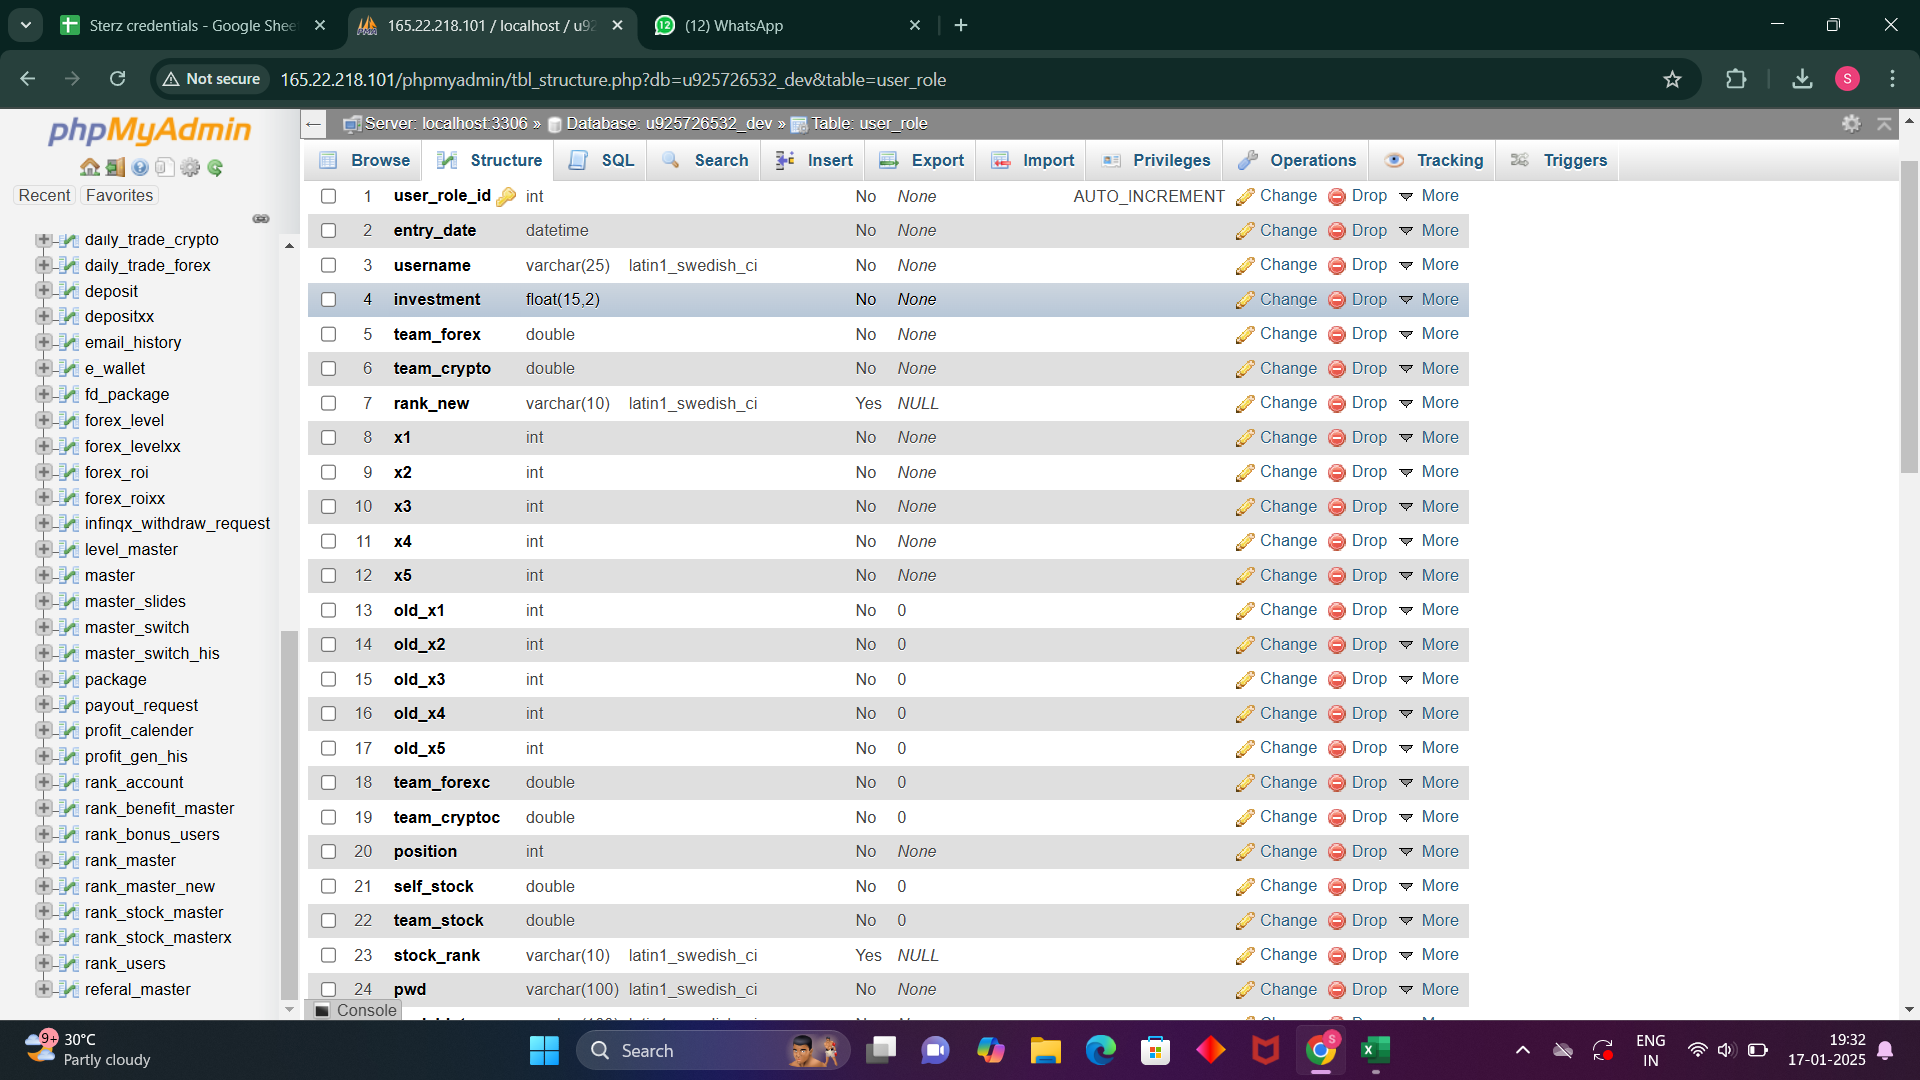 Sterz credentials - Google Shee
165.22.218.101 / localhost / u92
(12) WhatsApp
Not secure
165.22.218.101/phpmyadmin/tbl_structure.php?db=u925726532_dev&table=user_role
S
phpMyAdmin
Recent Favorites
daily_trade_crypto
daily_trade_forex
deposit
depositxx
email_history
e_wallet
fd_package
forex_level
forex_levelxx
forex_roi
forex_roixx
infinqx_withdraw_request
level_master
master
master_slides
master_switch
master_switch_his
package
payout_request
profit_calender
profit_gen_his
rank_account
rank_benefit_master
rank_bonus_users
rank_master
rank_master_new
rank_stock_master
rank_stock_masterx
rank_users
referal_master
Server: localhost:3306 » Database: u925726532_dev » Table: user_role
Browse Structure SQL Search Insert Export Import Privileges Operations Tracking Triggers
1 user_role_id int No None AUTO_INCREMENT Change Drop More
2 entry_date datetime No None Change Drop More
3 username varchar(25) latin1_swedish_ci No None Change Drop More
4 investment float(15,2) No None Change Drop More
5 team_forex double No None Change Drop More
6 team_crypto double No None Change Drop More
7 rank_new varchar(10) latin1_swedish_ci Yes NULL Change Drop More
8 x1 int No None Change Drop More
9 x2 int No None Change Drop More
10 x3 int No None Change Drop More
11 x4 int No None Change Drop More
12 x5 int No None Change Drop More
13 old_x1 int No 0 Change Drop More
14 old_x2 int No 0 Change Drop More
15 old_x3 int No 0 Change Drop More
16 old_x4 int No 0 Change Drop More
17 old_x5 int No 0 Change Drop More
18 team_forexc double No 0 Change Drop More
19 team_cryptoc double No 0 Change Drop More
20 position int No None Change Drop More
21 self_stock double No 0 Change Drop More
22 team_stock double No 0 Change Drop More
23 stock_rank varchar(10) latin1_swedish_ci Yes NULL Change Drop More
24 pwd varchar(100) latin1_swedish_ci No None Change Drop More
Console
9+
30°C
Partly cloudy
Search
ENG
IN
19:32
17-01-2025